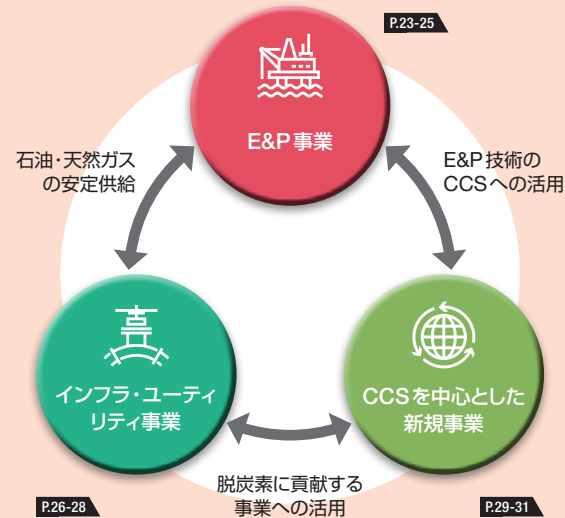 P.23-25
E&P事業
石油・天然ガス
の安定供給
E&P技術の
CCSへの活用
インフラ・ユーティ
リティ事業
CCSを中心とした
新規事業
脱炭素に貢献する
事業への活用
P.26-28
P.29-31